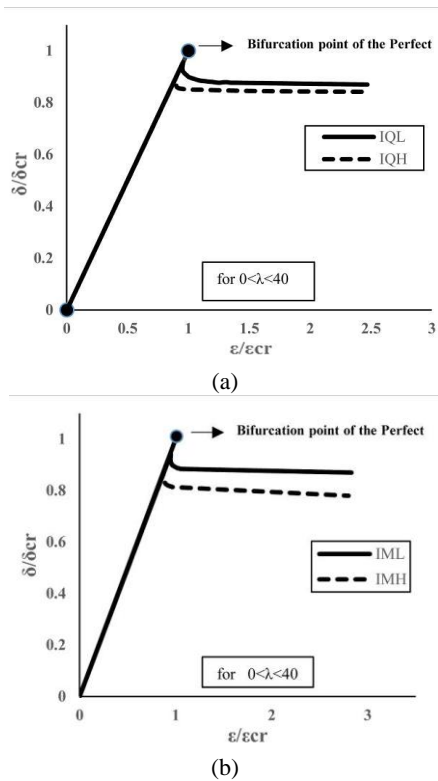 Bifurcation point of the Perfect
1
0.8
0.6
0.4
0.2
0
δ/δcr
IQL
IQH
for 0<λ<40
0 0.5 1 1.5 2 2.5 3
ε/εcr
(a)
Bifurcation point of the Perfect
1
0.8
0.6
0.4
0.2
0
δ/δcr
IML
IMH
for 0<λ<40
0 1 2 3
ε/εcr
(b)